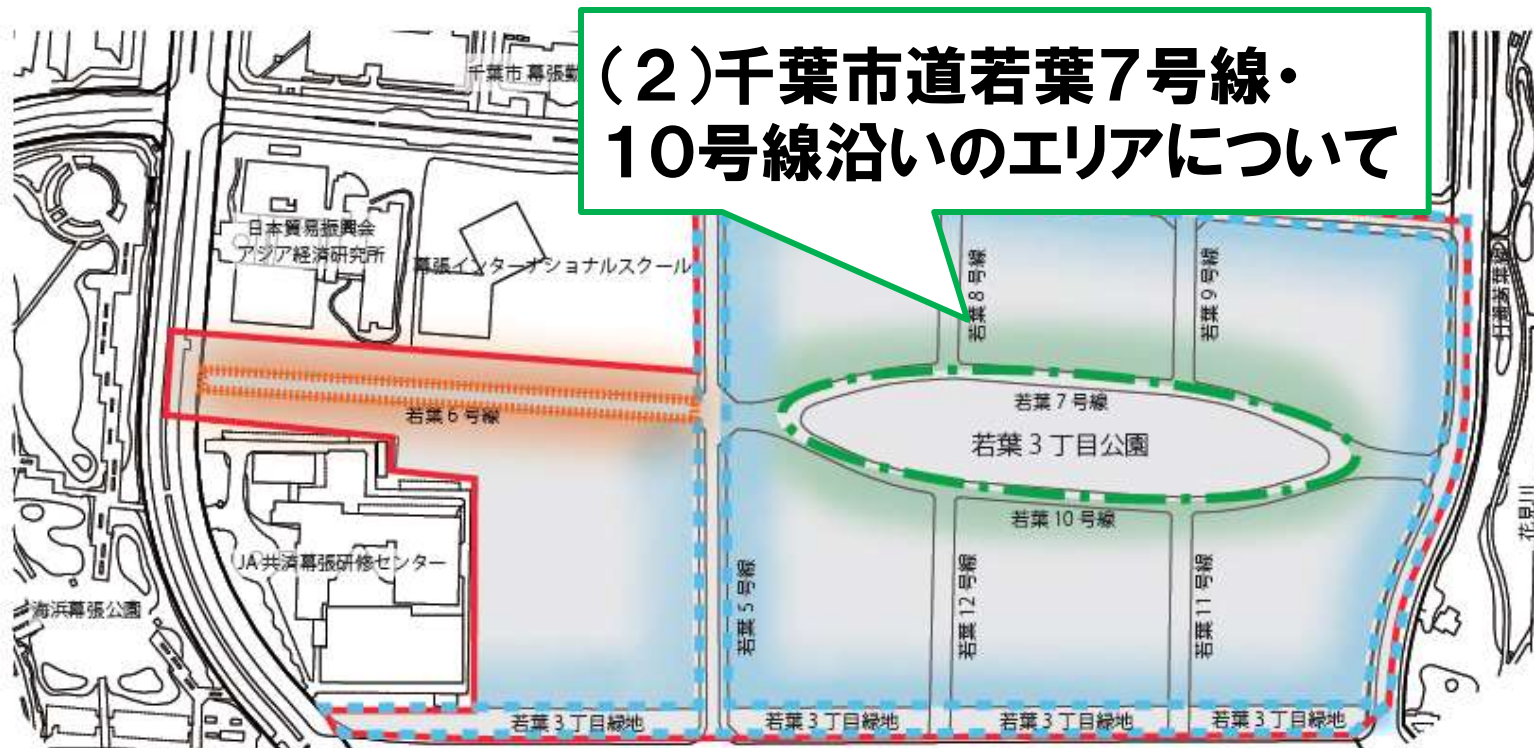 (2)千葉市道若葉7号線・
10号線沿いのエリアについて
千葉市 幕張勤
日本貿易振興会
アジア経済研究所
幕張インターナショナルスクール
若葉8号線
若葉9号線
若葉6号線
若葉7号線
若葉3丁目公園
若葉10号線
花見川
JA共済幕張研修センター
海浜幕張公園
若葉5号線
若葉12号線
若葉11号線
若葉3丁目緑地
若葉3丁目緑地
若葉3丁目緑地
若葉3丁目緑地